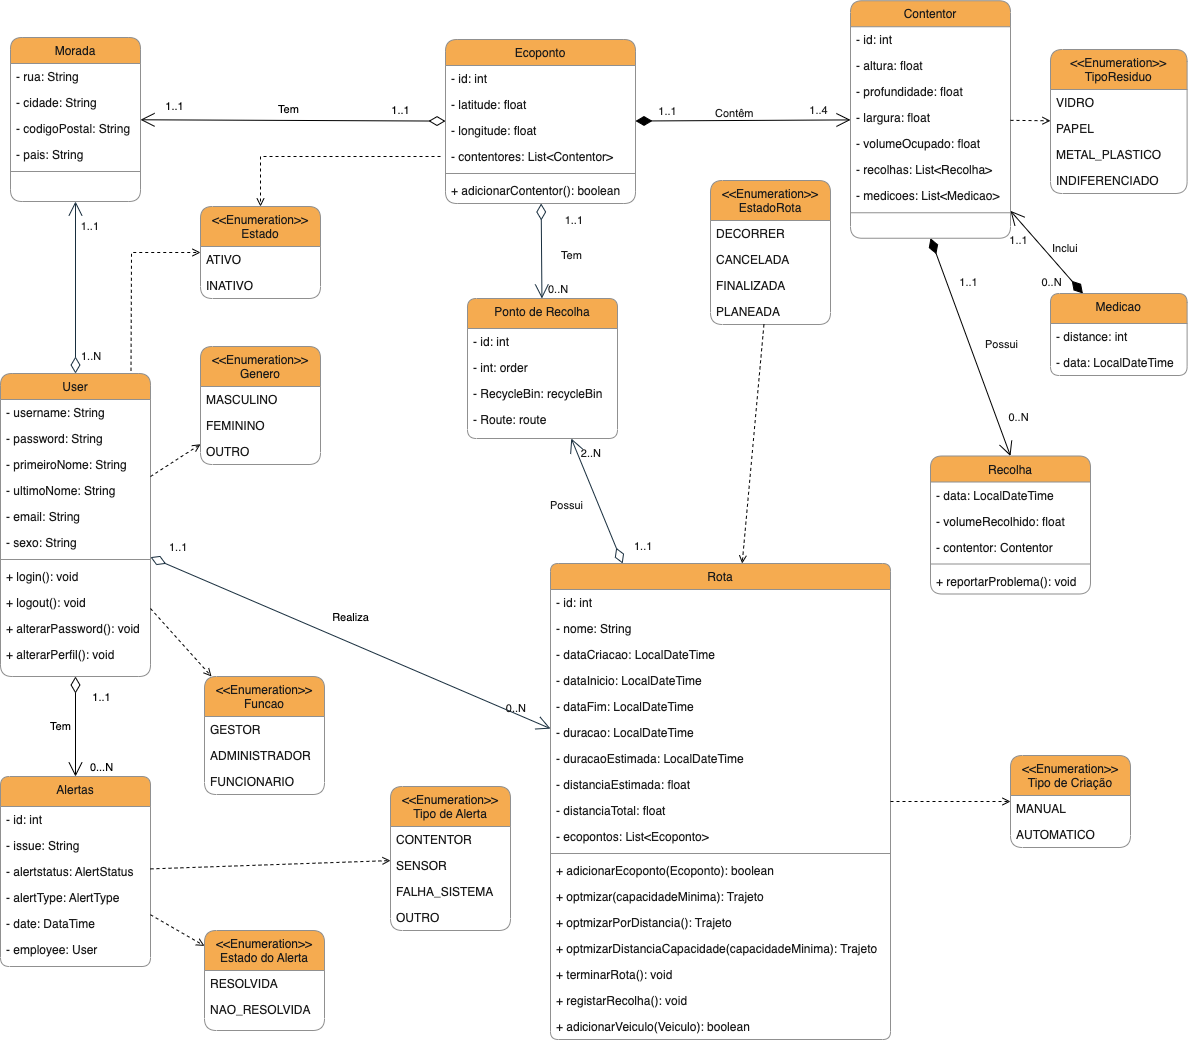 Morada
- rua: String
- cidade: String
- codigoPostal: String
- pais: String
1..1
Tem
1..1
Ecoponto
- id: int
- latitude: float
- longitude: float
- contentores: List<Contentor>
+ adicionarContentor(): boolean
1..1
Contêm
1..4
Contentor
- id: int
- altura: float
- profundidade: float
- largura: float
- volumeOcupado: float
- recolhas: List<Recolha>
- medicoes: List<Medicao>
<<Enumeration>>
TipoResiduo
VIDRO
PAPEL
METAL_PLASTICO
INDIFERENCIADO
<<Enumeration>>
Estado
ATIVO
INATIVO
<<Enumeration>>
EstadoRota
DECORRER
CANCELADA
FINALIZADA
PLANEADA
1..1
1..N
1..1
Tem
0..N
1..1
Inclui
0..N
Medicao
- distance: int
- data: LocalDateTime
Ponto de Recolha
- id: int
- int: order
- RecycleBin: recycleBin
- Route: route
1..1
Possui
0..N
<<Enumeration>>
Genero
MASCULINO
FEMININO
OUTRO
User
- username: String
- password: String
- primeiroNome: String
- ultimoNome: String
- email: String
- sexo: String
+ login(): void
+ logout(): void
+ alterarPassword(): void
+ alterarPerfil(): void
2..N
Possui
1..1
Recolha
- data: LocalDateTime
- volumeRecolhido: float
- contentor: Contentor
+ reportarProblema(): void
1..1
Realiza
0..N
Rota
- id: int
- nome: String
- dataCriacao: LocalDateTime
- dataInicio: LocalDateTime
- dataFim: LocalDateTime
- duracao: LocalDateTime
- duracaoEstimada: LocalDateTime
- distanciaEstimada: float
- distanciaTotal: float
- ecopontos: List<Ecoponto>
+ adicionarEcoponto(Ecoponto): boolean
+ optmizar(capacidadeMinima): Trajeto
+ optmizarPorDistancia(): Trajeto
+ optmizarDistanciaCapacidade(capacidadeMinima): Trajeto
+ terminarRota(): void
+ registarRecolha(): void
+ adicionarVeiculo(Veiculo): boolean
<<Enumeration>>
Funcao
GESTOR
ADMINISTRADOR
FUNCIONARIO
1..1
Tem
0...N
Alertas
- id: int
- issue: String
- alertstatus: AlertStatus
- alertType: AlertType
- date: DataTime
- employee: User
<<Enumeration>>
Tipo de Alerta
CONTENTOR
SENSOR
FALHA_SISTEMA
OUTRO
<<Enumeration>>
Tipo de Criação
MANUAL
AUTOMATICO
<<Enumeration>>
Estado do Alerta
RESOLVIDA
NAO_RESOLVIDA